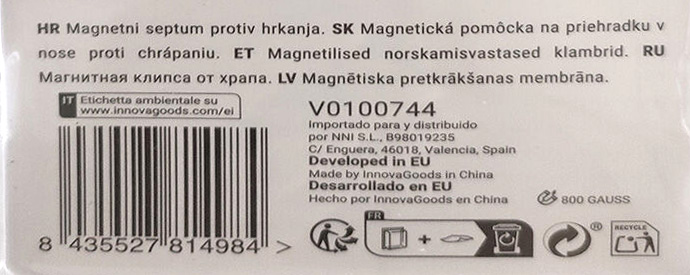 HR Magnetni septum protiv hrkanja. SK Magnetická pomôcka na priehradku v
nose proti chrápaniu. ET Magnetilised norskamisvastased klambrid. RU
Магнитная клипса от храпа. LV Magnētiska pretkrākšanas membrāna.
IT Etichetta ambientale su
www.innovagoods.com/ei
V0100744
Importado para y distribuido
por NNI S.L., B98019235
C/ Enguera, 46018, Valencia, Spain
Developed in EU
Made by InnovaGoods in China
Desarrollado en EU
Hecho por InnovaGoods en China
800 GAUSS
8 435527 814984 >
FR
+
®
RECYCLE